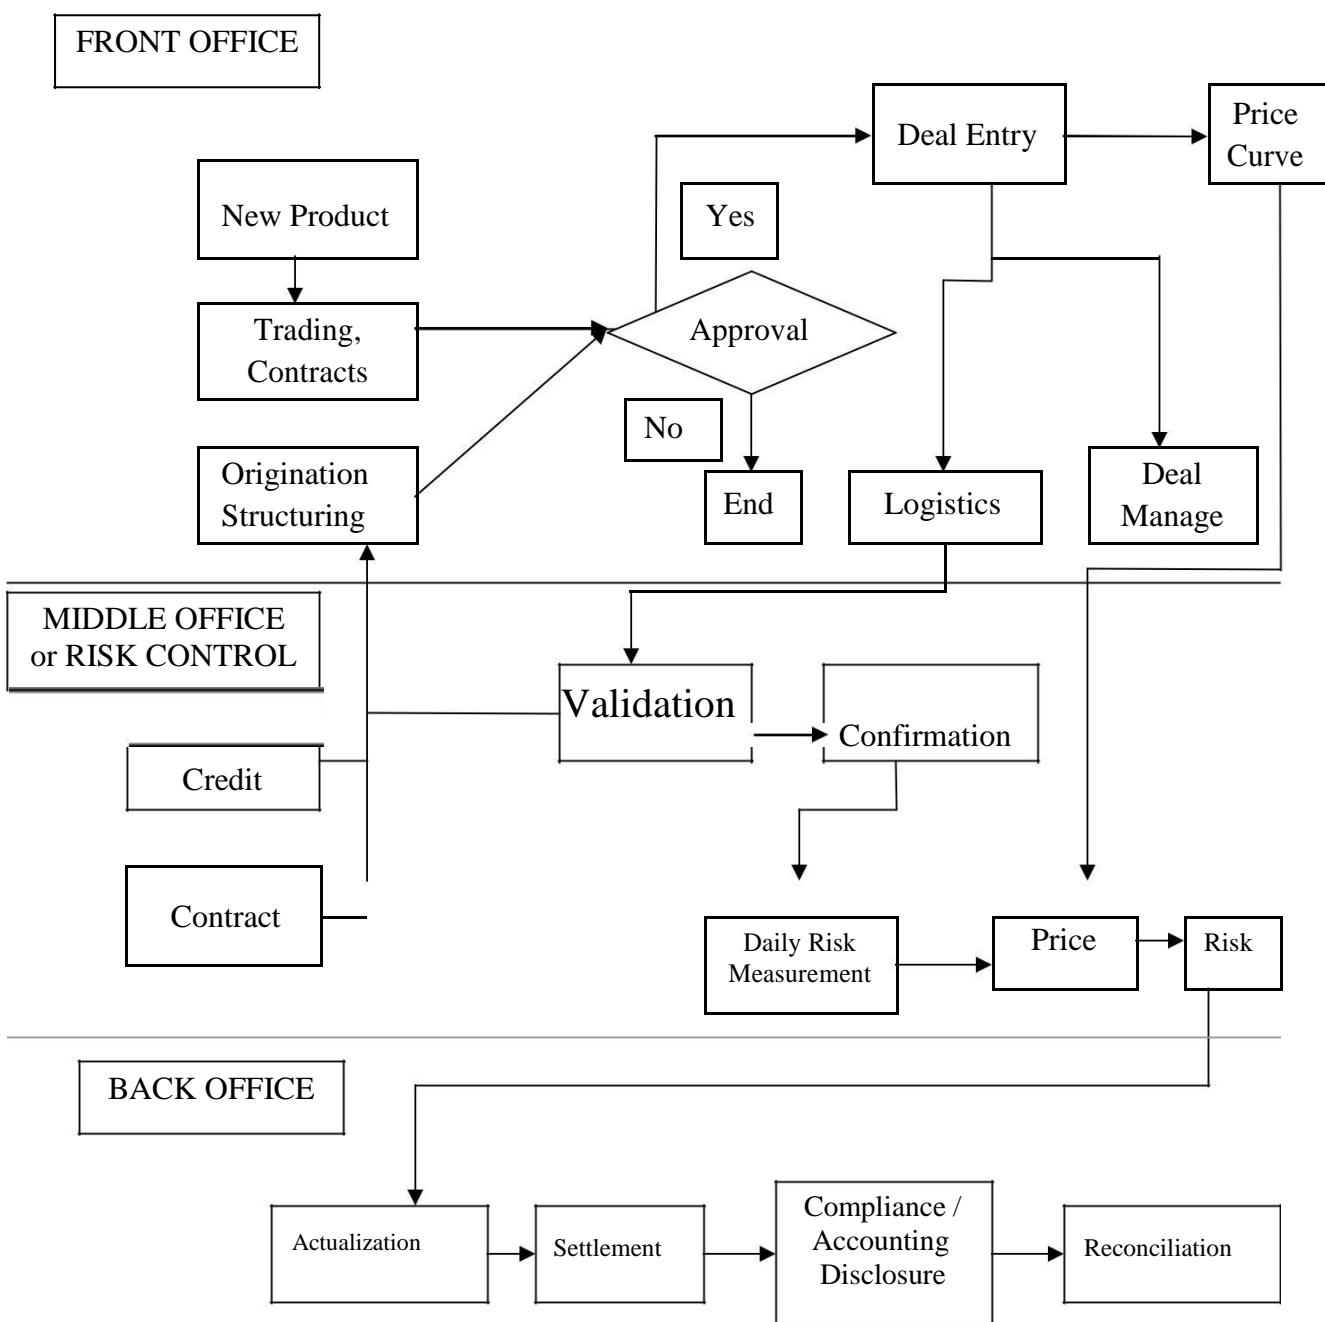 FRONT OFFICE
Deal Entry
Price
Curve
New Product
Yes
Trading,
Contracts
Approval
No
Origination
Structuring
End
Logistics
Deal
Manage
MIDDLE OFFICE
or RISK CONTROL
Validation
Confirmation
Credit
Contract
Daily Risk
Measurement
Price
Risk
BACK OFFICE
Actualization
Settlement
Compliance /
Accounting
Disclosure
Reconciliation